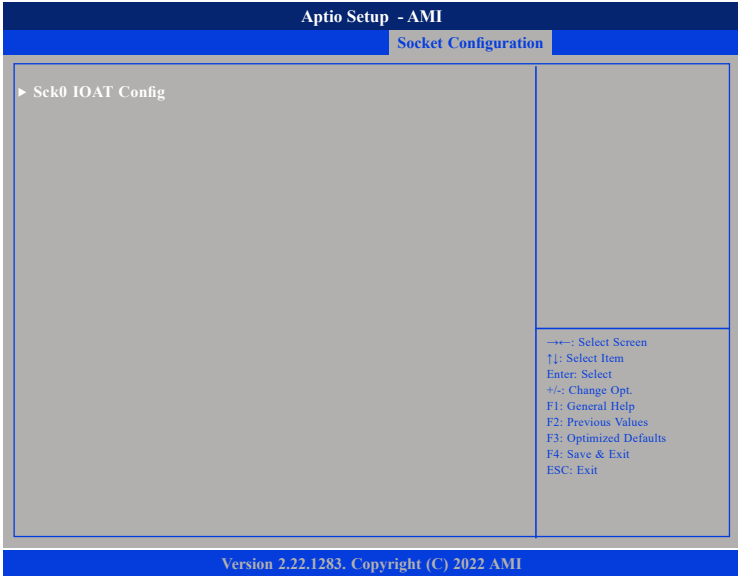 Aptio Setup - AMI
Socket Configuration
► Sck0 IOAT Config
→←: Select Screen
↑↓: Select Item
Enter: Select
+/-: Change Opt.
F1: General Help
F2: Previous Values
F3: Optimized Defaults
F4: Save & Exit
ESC: Exit
Version 2.22.1283. Copyright (C) 2022 AMI